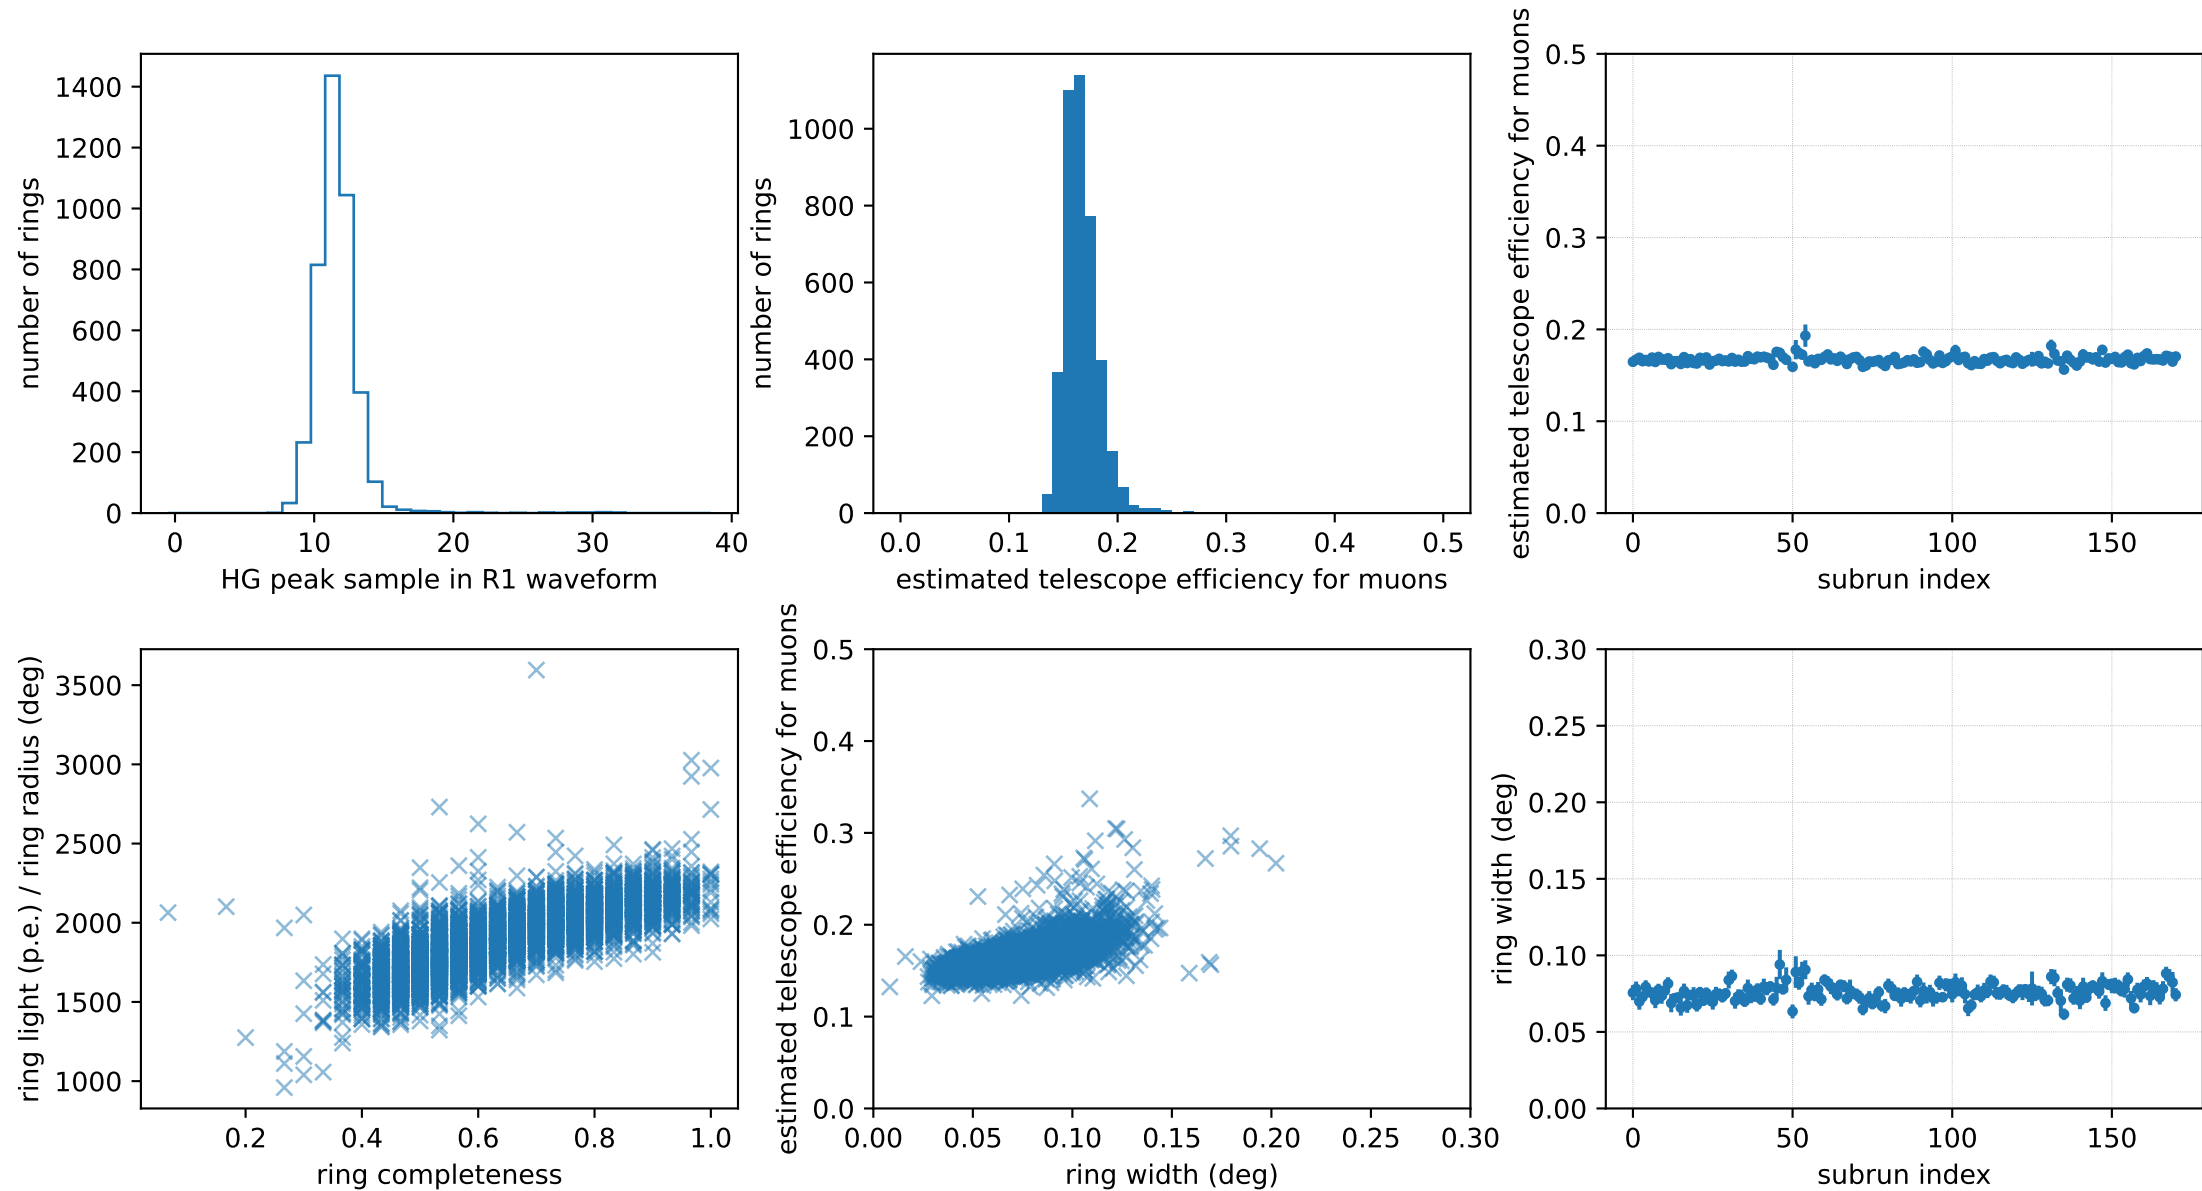 1400
1200
1000
800
600
400
200
0
number of rings
0 10 20 30 40
HG peak sample in R1 waveform
1000
800
600
400
200
0
number of rings
0.0 0.1 0.2 0.3 0.4 0.5
estimated telescope efficiency for muons
0.5
0.4
0.3
0.2
0.1
0.0
estimated telescope efficiency for muons
0 50 100 150
subrun index
3500
3000
2500
2000
1500
1000
ring light (p.e.) / ring radius (deg)
0.2 0.4 0.6 0.8 1.0
ring completeness
0.5
0.4
0.3
0.2
0.1
0.0
estimated telescope efficiency for muons
0.00 0.05 0.10 0.15 0.20 0.25 0.30
ring width (deg)
0.30
0.25
0.20
0.15
0.10
0.05
0.00
ring width (deg)
0 50 100 150
subrun index